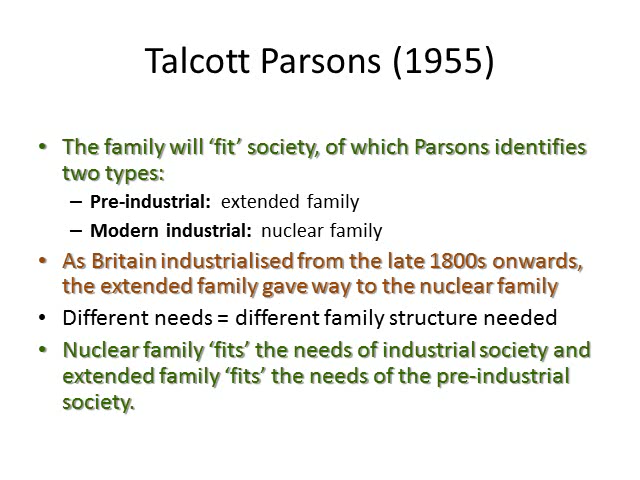 Talcott Parsons (1955)
• The family will ‘fit’ society, of which Parsons identifies
two types:
– Pre-industrial: extended family
– Modern industrial: nuclear family
• As Britain industrialised from the late 1800s onwards,
the extended family gave way to the nuclear family
• Different needs = different family structure needed
• Nuclear family ‘fits’ the needs of industrial society and
extended family ‘fits’ the needs of the pre-industrial
society.